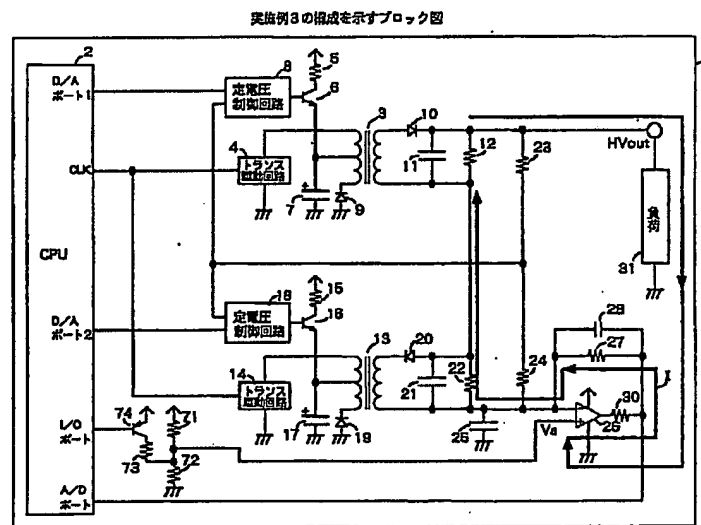 実施例3の構成を示すブロック図
2
D/A
ポート1
8
定電圧
制御回路
5
6
3
10
12
11
23
HVout
4
トランス
駆動回路
CLK
7
9
負荷
31
CPU
15
18
定電圧
制御回路
16
D/A
ポート2
13
20
28
27
14
トランス
駆動回路
21
22
24
I
74
71
17
19
25
30
I/O
ポート
V4
26
73
72
A/D
ポート